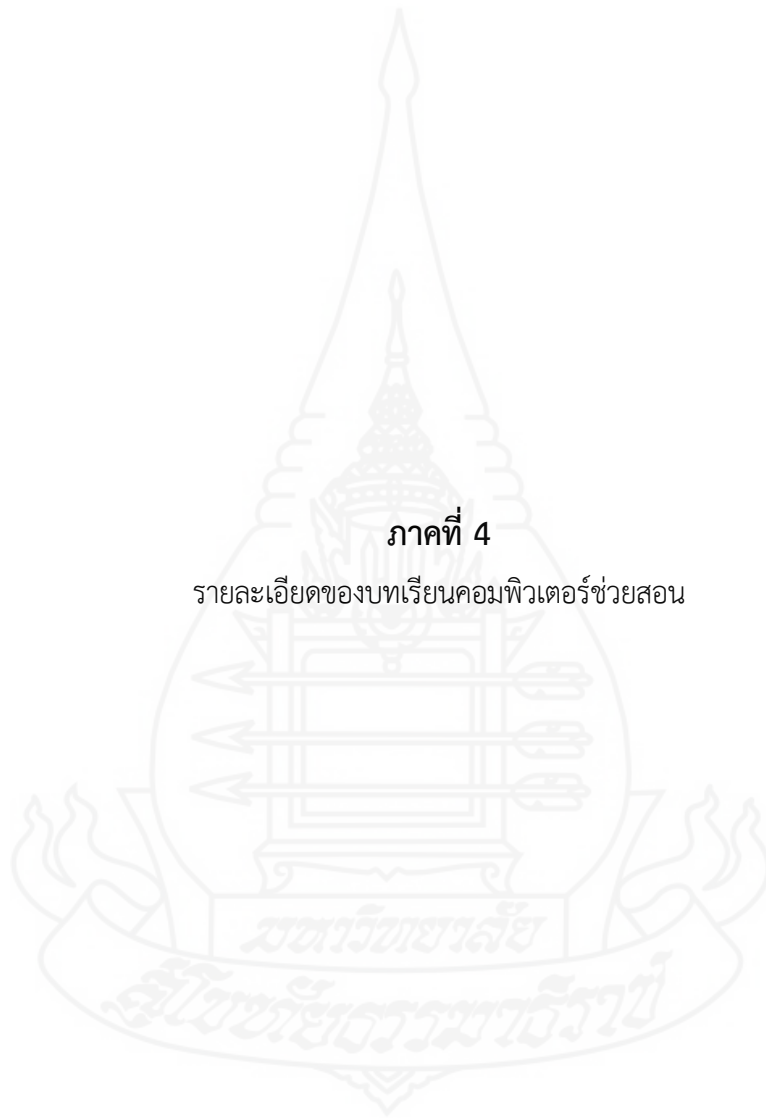 ภาคที่ 4
รายละเอียดของบทเรียนคอมพิวเตอร์ช่วยสอน
มหาวิทยาลัย
สุโขทัยธรรมาธิราช